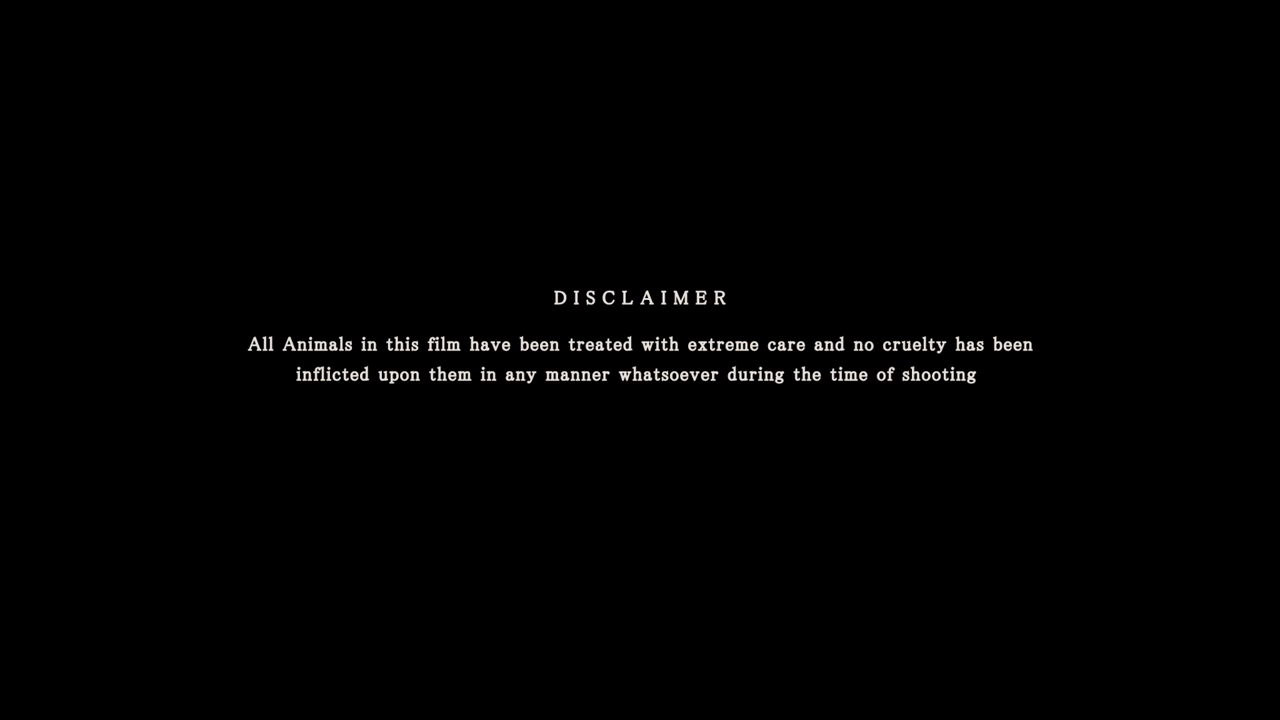 DISCLAIMER
All Animals in this film have been treated with extreme care and no cruelty has been
inflicted upon them in any manner whatsoever during the time of shooting